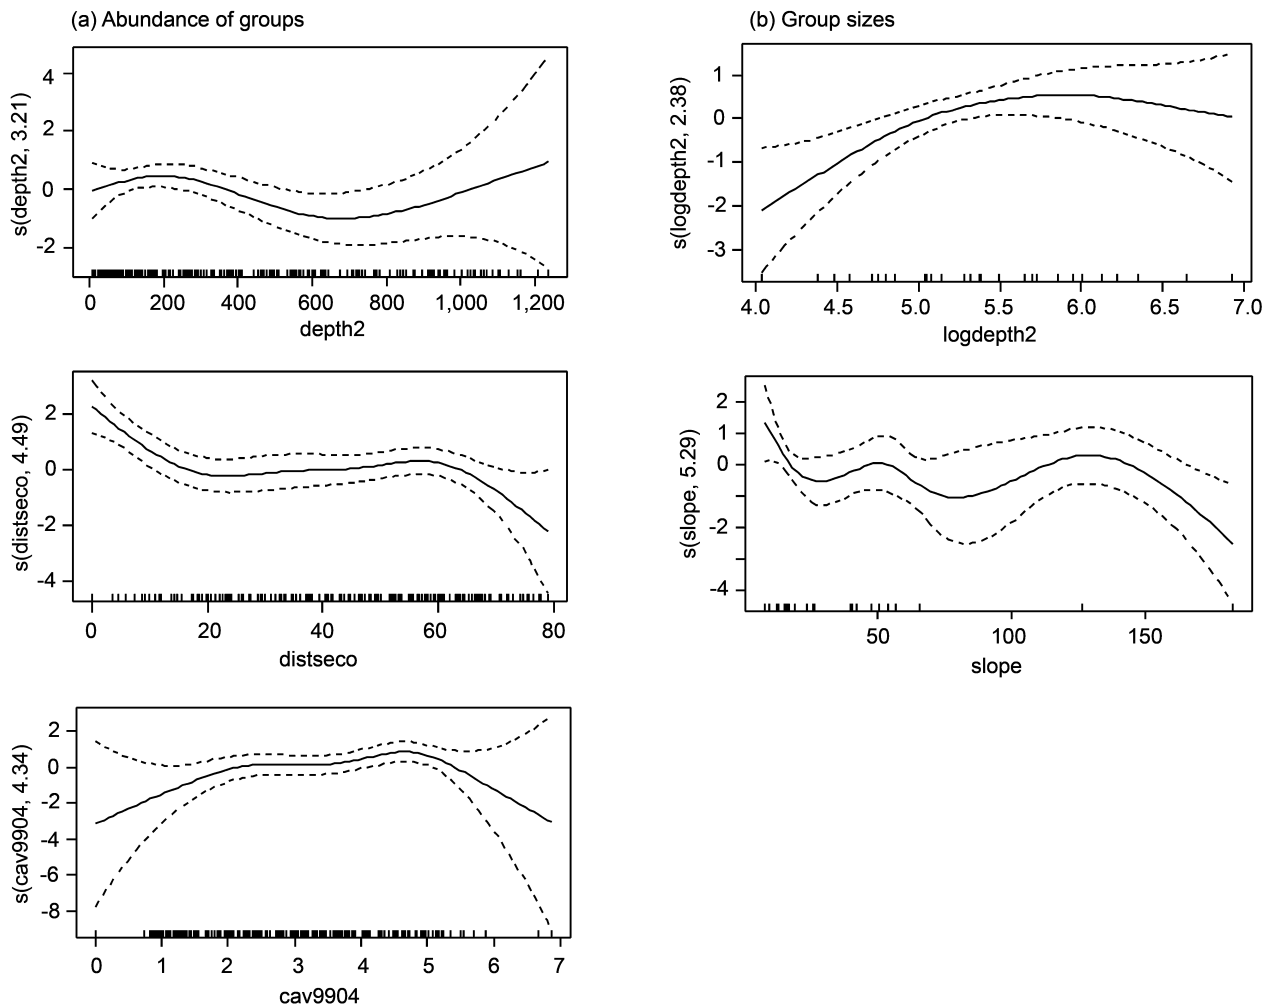 (a) Abundance of groups
s(depth2, 3.21)
4
2
0
-2
0 200 400 600 800 1,000 1,200
depth2
s(distseco, 4.49)
2
0
-2
-4
0 20 40 60 80
distseco
s(cav9904, 4.34)
2
0
-2
-4
-6
-8
0 1 2 3 4 5 6 7
cav9904
(b) Group sizes
s(logdepth2, 2.38)
1
0
-1
-2
-3
4.0 4.5 5.0 5.5 6.0 6.5 7.0
logdepth2
s(slope, 5.29)
2
1
0
-2
-4
50 100 150
slope